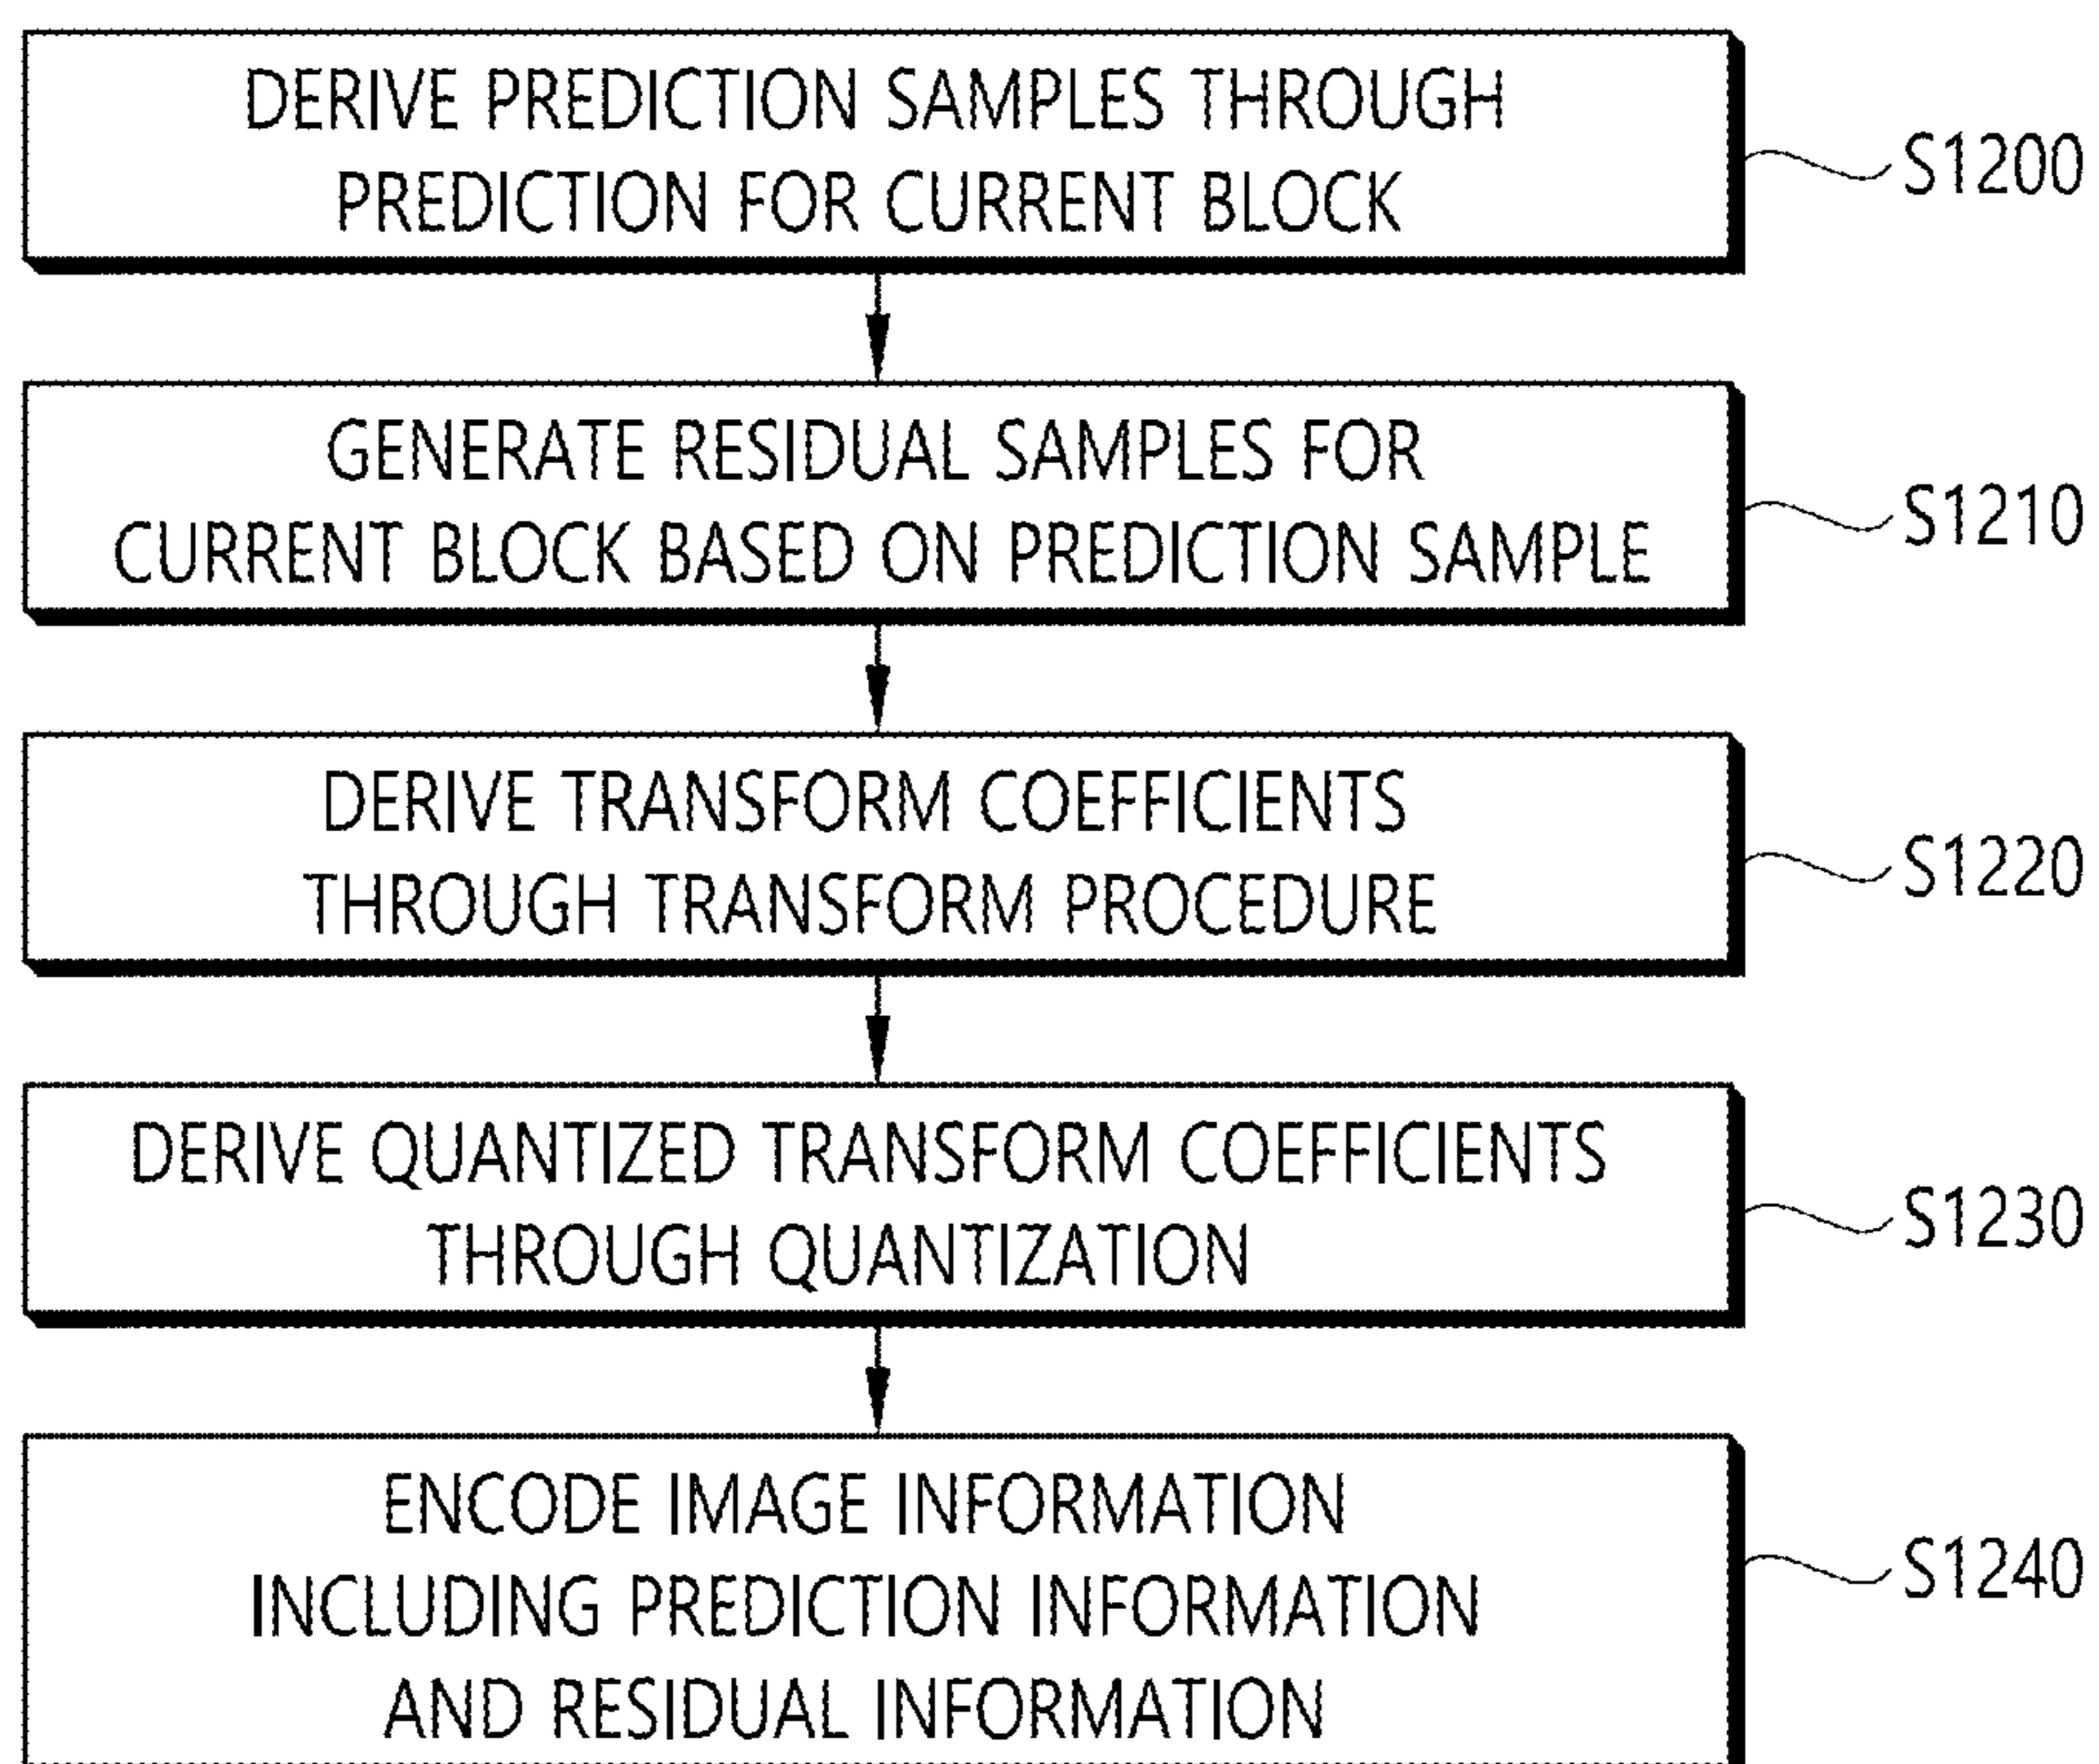 DERIVE PREDICTION SAMPLES THROUGH
PREDICTION FOR CURRENT BLOCK
S1200
GENERATE RESIDUAL SAMPLES FOR
CURRENT BLOCK BASED ON PREDICTION SAMPLE
S1210
DERIVE TRANSFORM COEFFICIENTS
THROUGH TRANSFORM PROCEDURE
S1220
DERIVE QUANTIZED TRANSFORM COEFFICIENTS
THROUGH QUANTIZATION
S1230
ENCODE IMAGE INFORMATION
INCLUDING PREDICTION INFORMATION
AND RESIDUAL INFORMATION
S1240